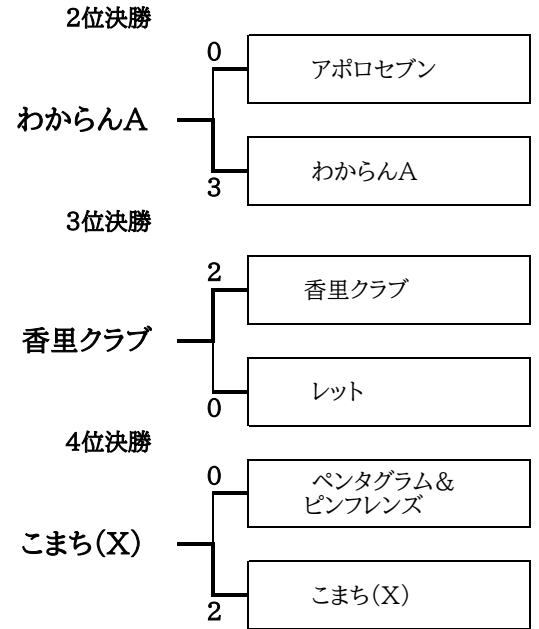 2位決勝
0
アポロセブン
わからんA
わからんA
3
3位決勝
2
香里クラブ
香里クラブ
レット
0
4位決勝
0
ペンタグラム＆
ピンフレンズ
こまち(X)
こまち(X)
2